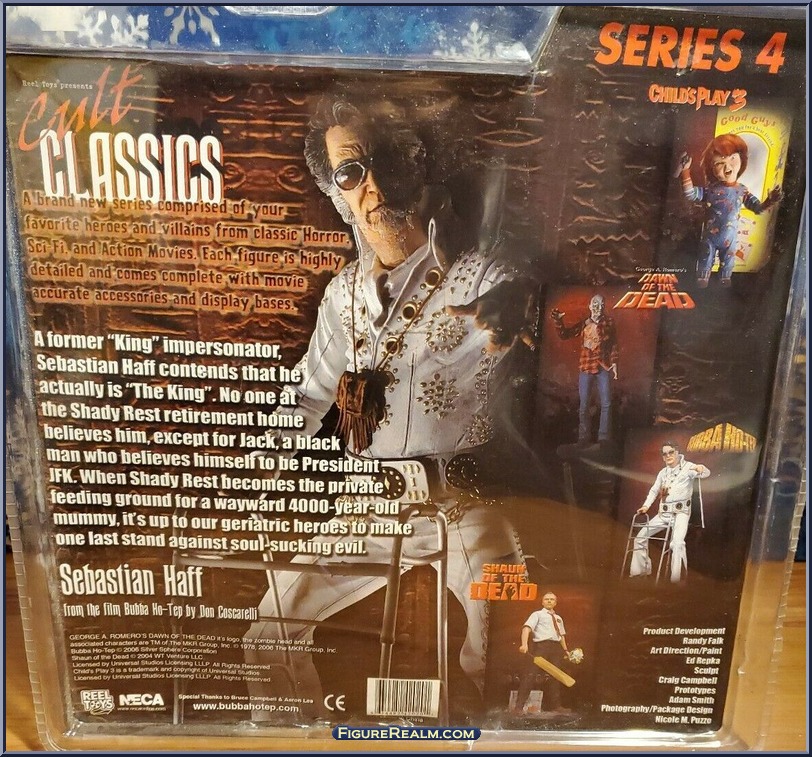 SERIES 4
Reel Toys presents
Cult
CLASSICS
A brand new series comprised of your
favorite heroes and villains from classic Horror,
Sci-Fi, and Action Movies. Each figure is highly
detailed and comes complete with movie
accurate accessories and display bases.
CHILD'S PLAY 3
Good Guys
George A. Romero's
DAWN
OF THE
DEAD
A former "King" impersonator,
Sebastian Haff contends that he
actually is "The King". No one at
the Shady Rest retirement home
believes him, except for Jack, a black
man who believes himself to be President
JFK. When Shady Rest becomes the private
feeding ground for a wayward 4000-year-old
mummy, it's up to our geriatric heroes to make
one last stand against soul-sucking evil.
BUBBA HO-TEP
Sebastian Haff
from the film Bubba Ho-Tep by Don Coscarelli
SHAUN
OF THE
DEAD
GEORGE A. ROMERO'S DAWN OF THE DEAD it's logo, the zombie head and all
associated characters are TM of The MKR Group, Inc. © 1978, 2006 The MKR Group, Inc.
Bubba Ho-Tep © 2006 Silver Sphere Corporation
Shaun of the Dead © 2004 WT Venture LLC.
Licensed by Universal Studios Licensing LLLP. All Rights Reserved.
Child's Play 3 is a trademark and copyright of Universal Studios.
Licensed by Universal Studios Licensing LLLP. All Rights Reserved.
REEL
TOYS
NECA
www.necaonline.com
Special Thanks to Bruce Campbell & Aaron Lea
www.bubbahotep.com
CE
Product Development
Randy Falk
Art Direction/Paint
Ed Repka
Sculpt
Craig Campbell
Prototypes
Adam Smith
Photography/Package Design
Nicole M. Puzzo
FigureRealm.com